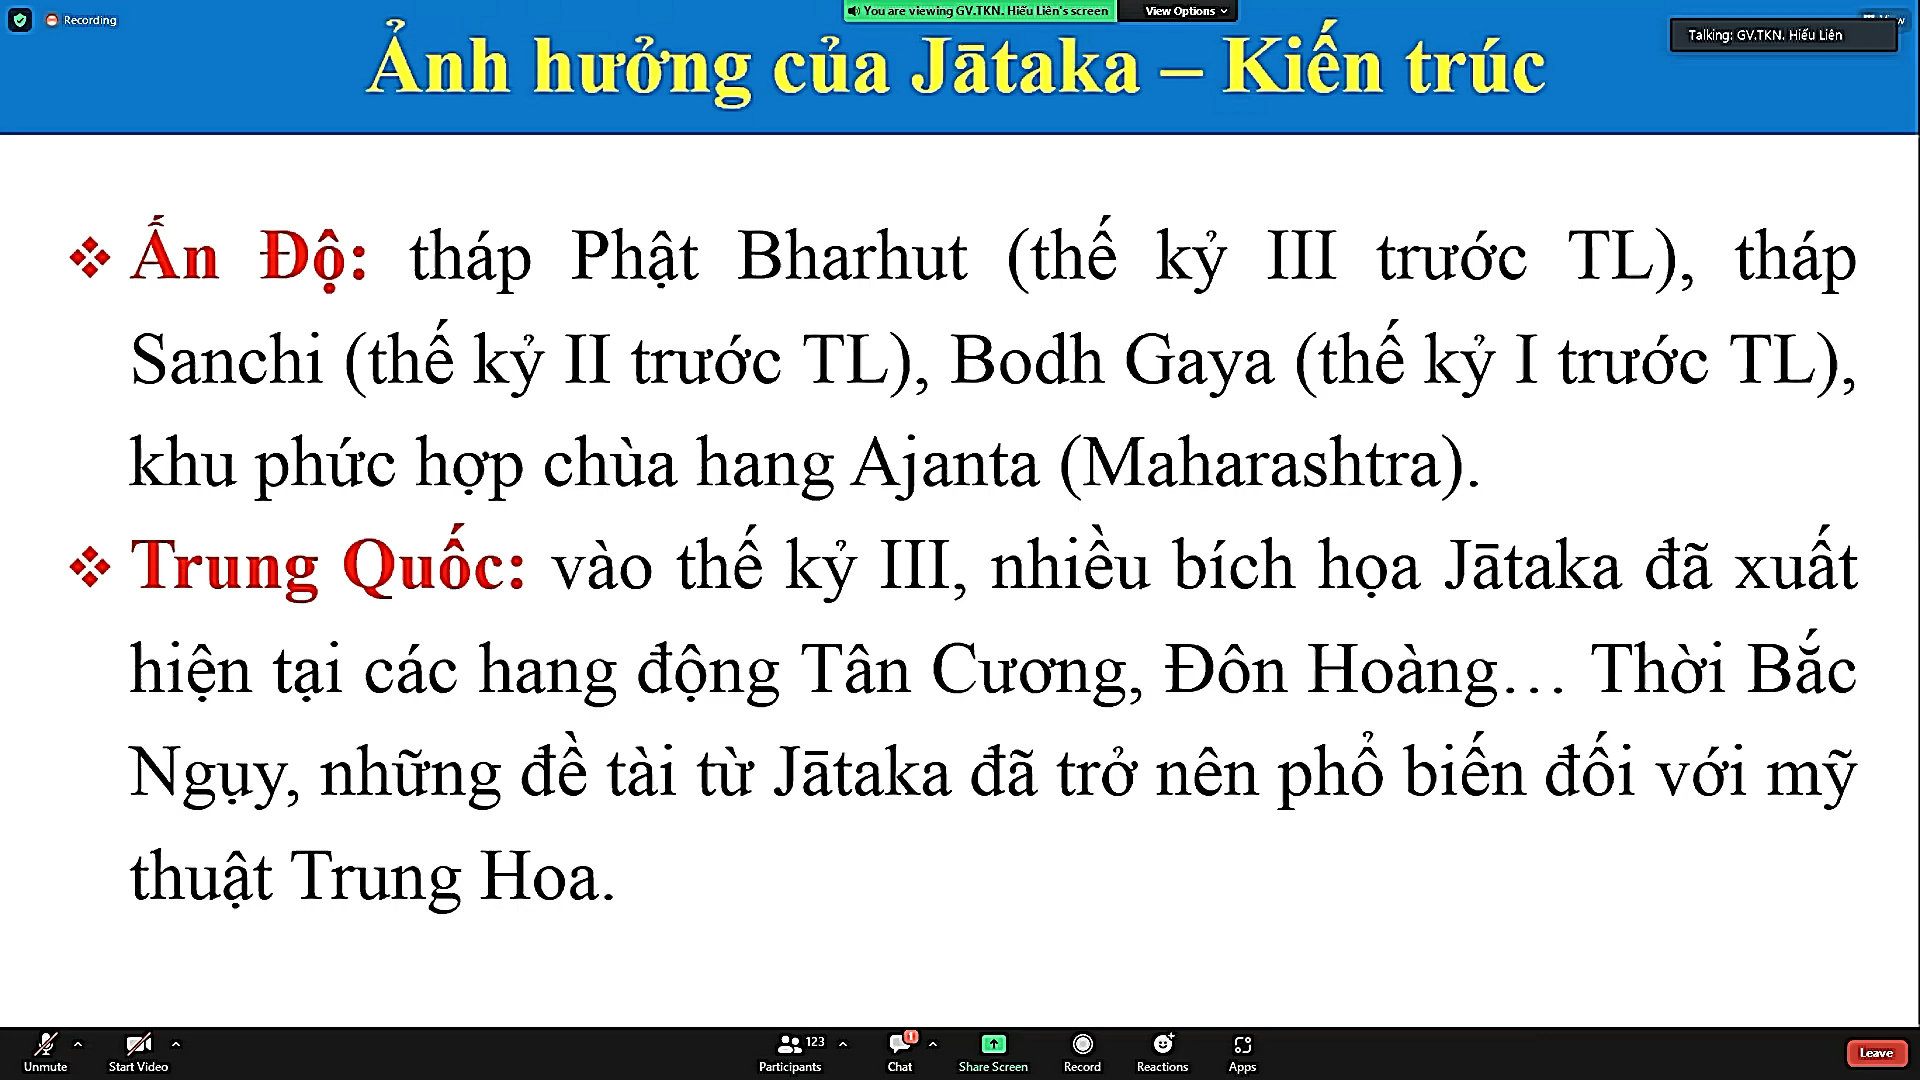 Recording
You are viewing GV.TKN. Hiếu Liên's screen
View Options
Talking: GV.TKN. Hiếu Liên
Ảnh hưởng của Jātaka – Kiến trúc
❖ Ấn Độ: tháp Phật Bharhut (thế kỷ III trước TL), tháp
Sanchi (thế kỷ II trước TL), Bodh Gaya (thế kỷ I trước TL),
khu phức hợp chùa hang Ajanta (Maharashtra).
❖ Trung Quốc: vào thế kỷ III, nhiều bích họa Jātaka đã xuất
hiện tại các hang động Tân Cương, Đôn Hoàng… Thời Bắc
Ngụy, những đề tài từ Jātaka đã trở nên phổ biến đối với mỹ
thuật Trung Hoa.
Unmute
Start Video
Participants 123
Chat 1
Share Screen
Record
Reactions
Apps
Leave